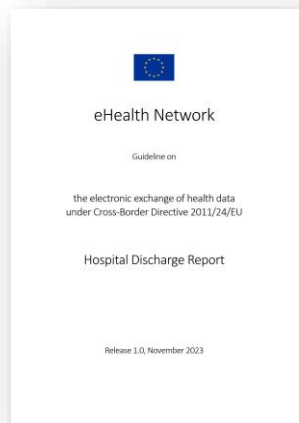 eHealth Network
Guideline on
the electronic exchange of health data
under Cross-Border Directive 2011/24/EU
Hospital Discharge Report
Release 1.0, November 2023